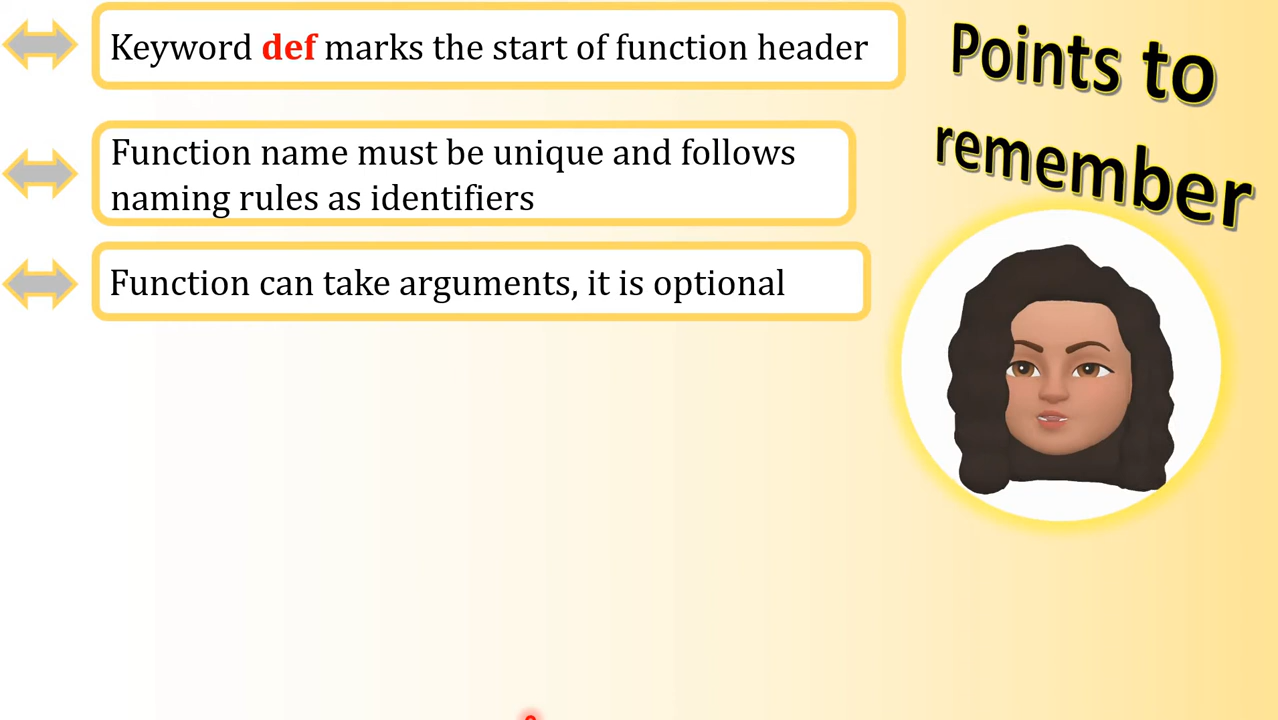 Keyword def marks the start of function header
Function name must be unique and follows
naming rules as identifiers
Function can take arguments, it is optional
Points to
remember